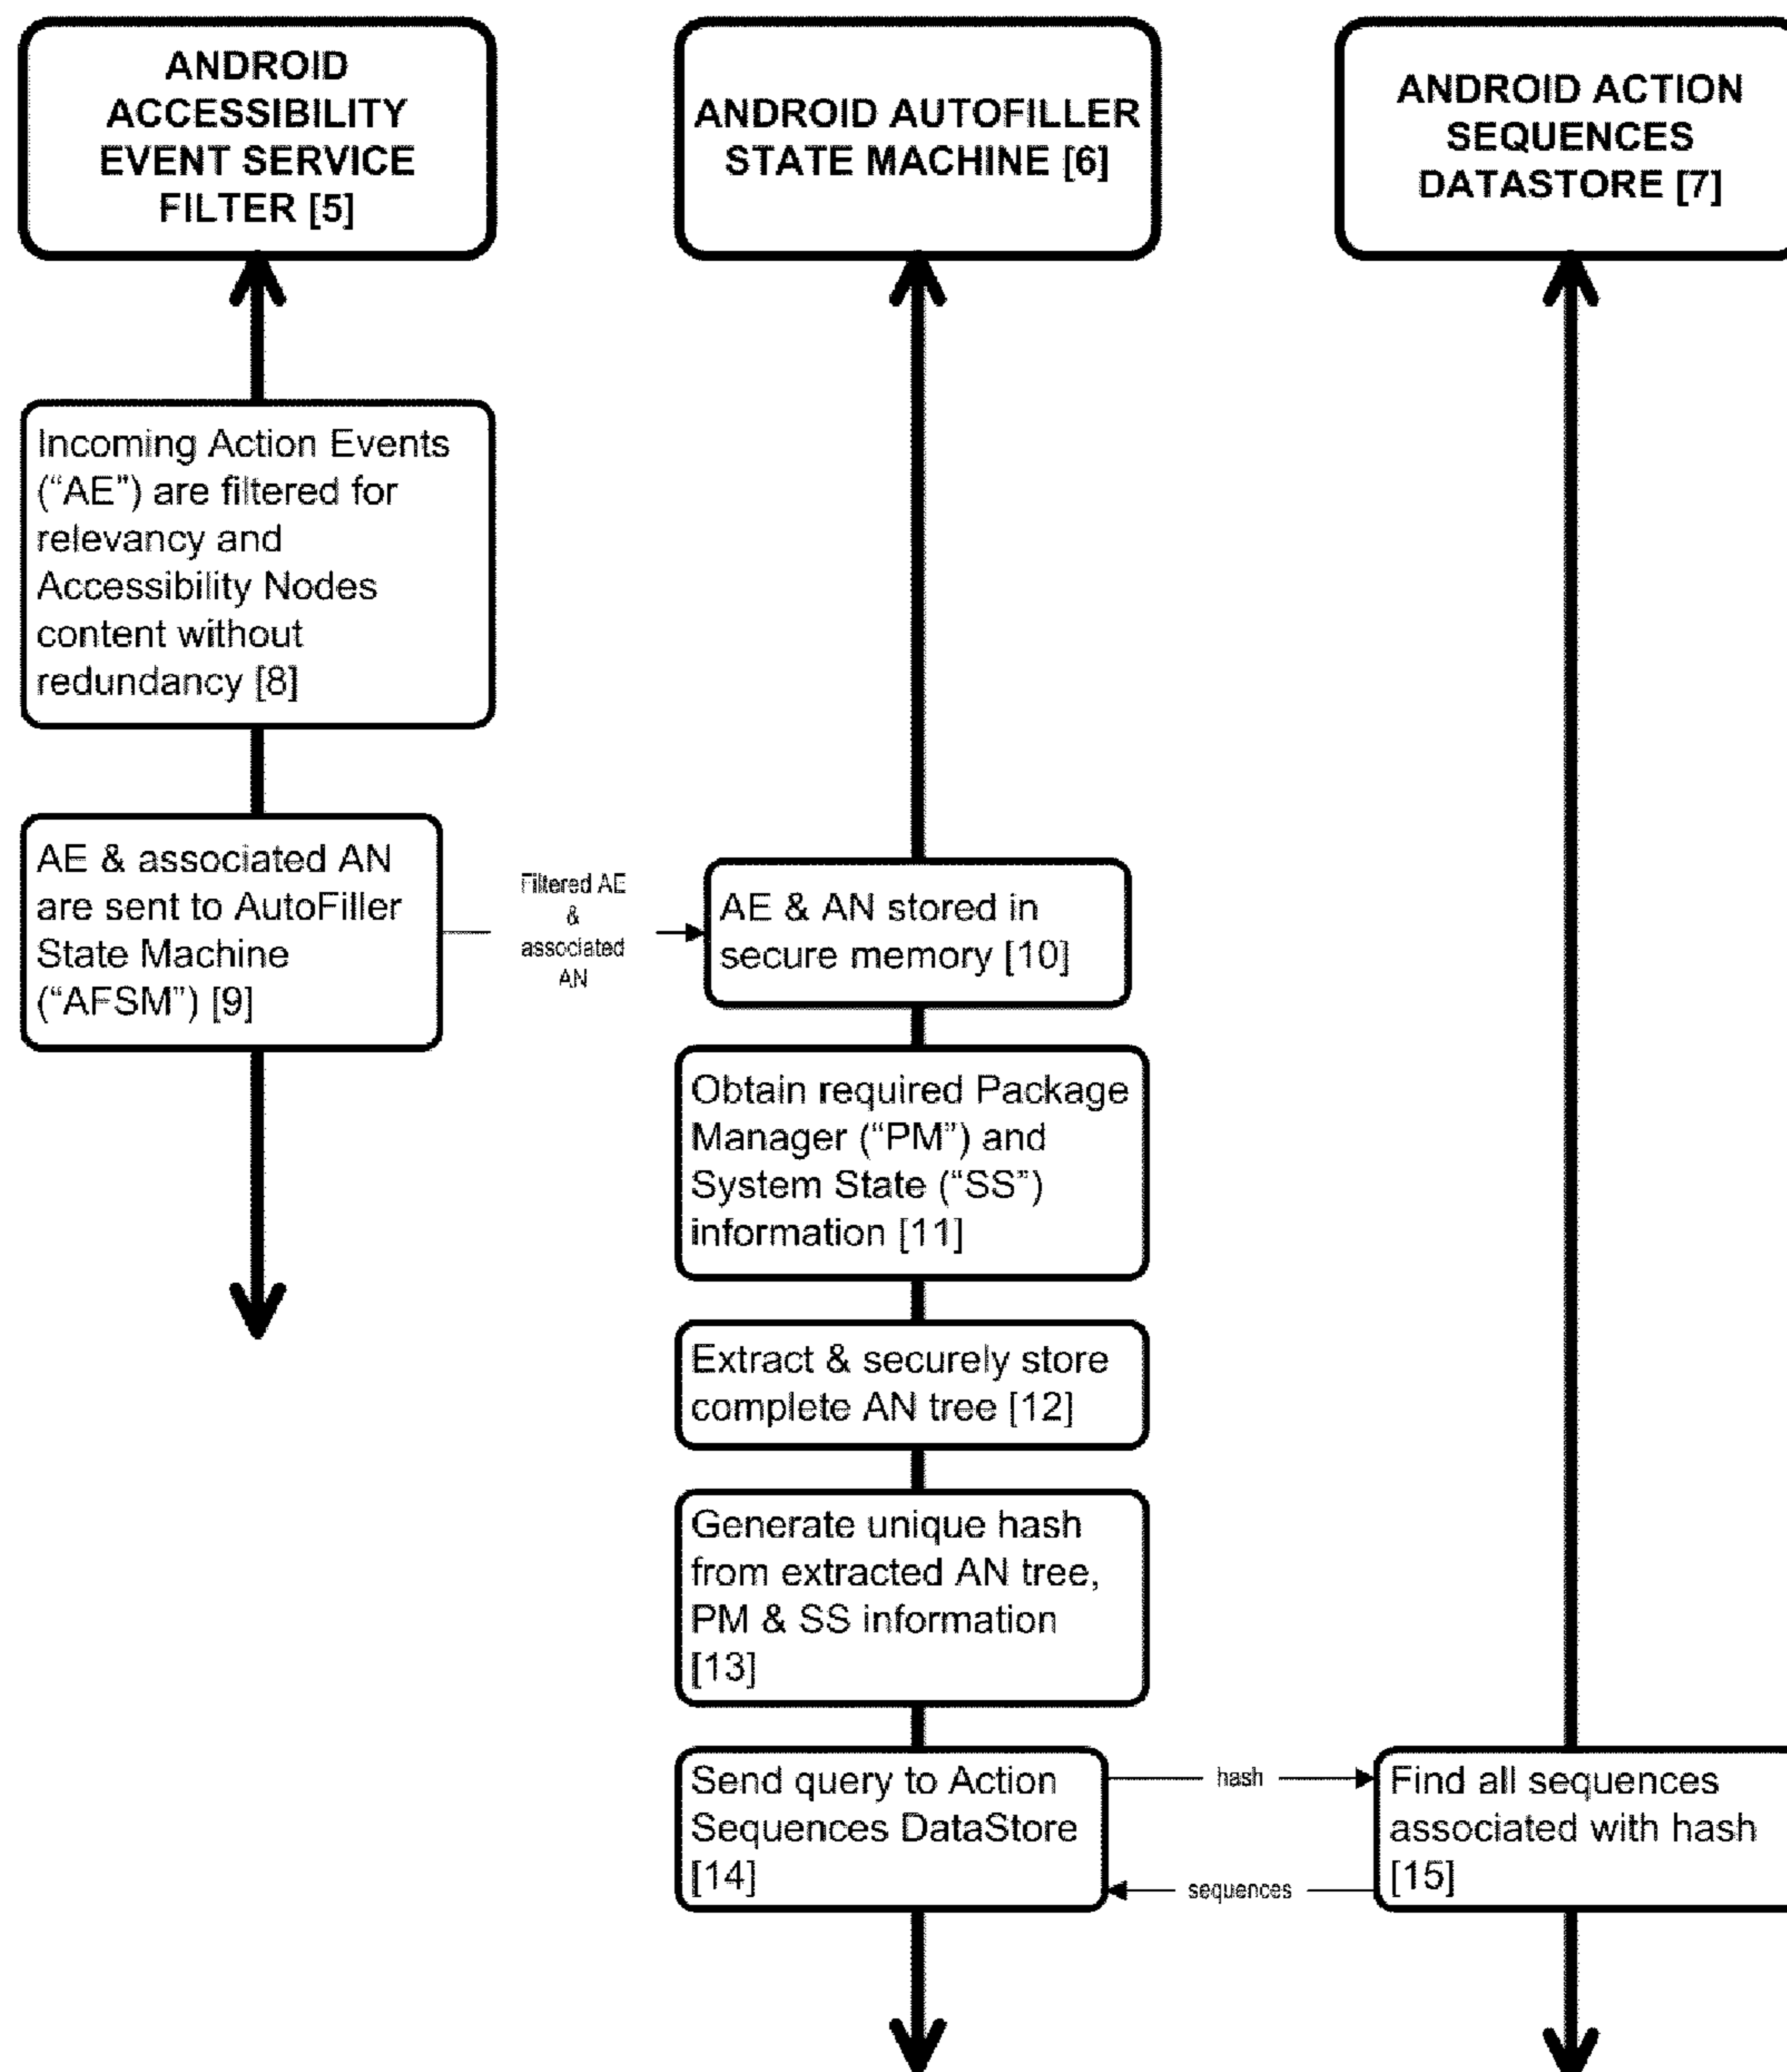 ANDROID
ACCESSIBILITY
EVENT SERVICE
FILTER [5]
ANDROID AUTOFILLER
STATE MACHINE [6]
ANDROID ACTION
SEQUENCES
DATASTORE [7]
Incoming Action Events
(“AE”) are filtered for
relevancy and
Accessibility Nodes
content without
redundancy [8]
AE & associated AN
are sent to AutoFiller
State Machine
(“AFSM”) [9]
Filtered AE
&
associated
AN
AE & AN stored in
secure memory [10]
Obtain required Package
Manager (“PM”) and
System State (“SS”)
information [11]
Extract & securely store
complete AN tree [12]
Generate unique hash
from extracted AN tree,
PM & SS information
[13]
Send query to Action
Sequences DataStore
[14]
hash
sequences
Find all sequences
associated with hash
[15]